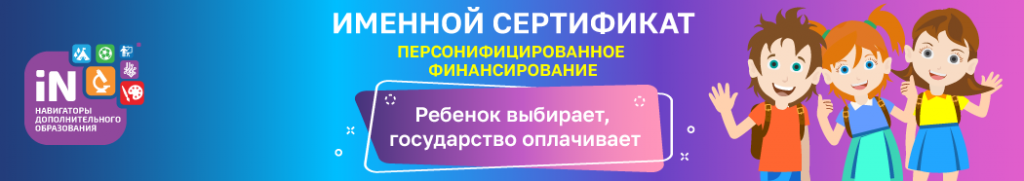 ИМЕННОЙ СЕРТИФИКАТ
ПЕРСОНИФИЦИРОВАННОЕ
ФИНАНСИРОВАНИЕ
Ребенок выбирает,
государство оплачивает
iN
НАВИГАТОРЫ
ДОПОЛНИТЕЛЬНОГО
ОБРАЗОВАНИЯ